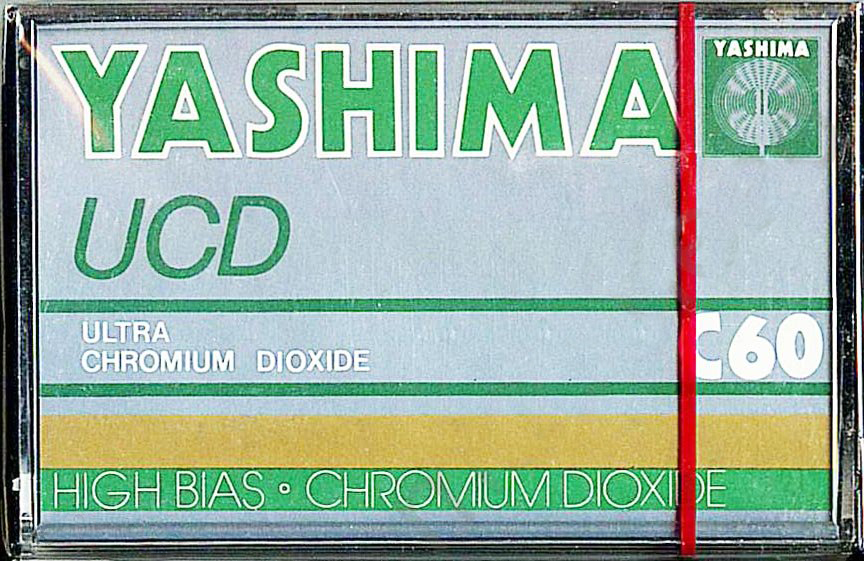 YASHIMA
YASHIMA
UCD
ULTRA
CHROMIUM DIOXIDE
C60
HIGH BIAS • CHROMIUM DIOXIDE